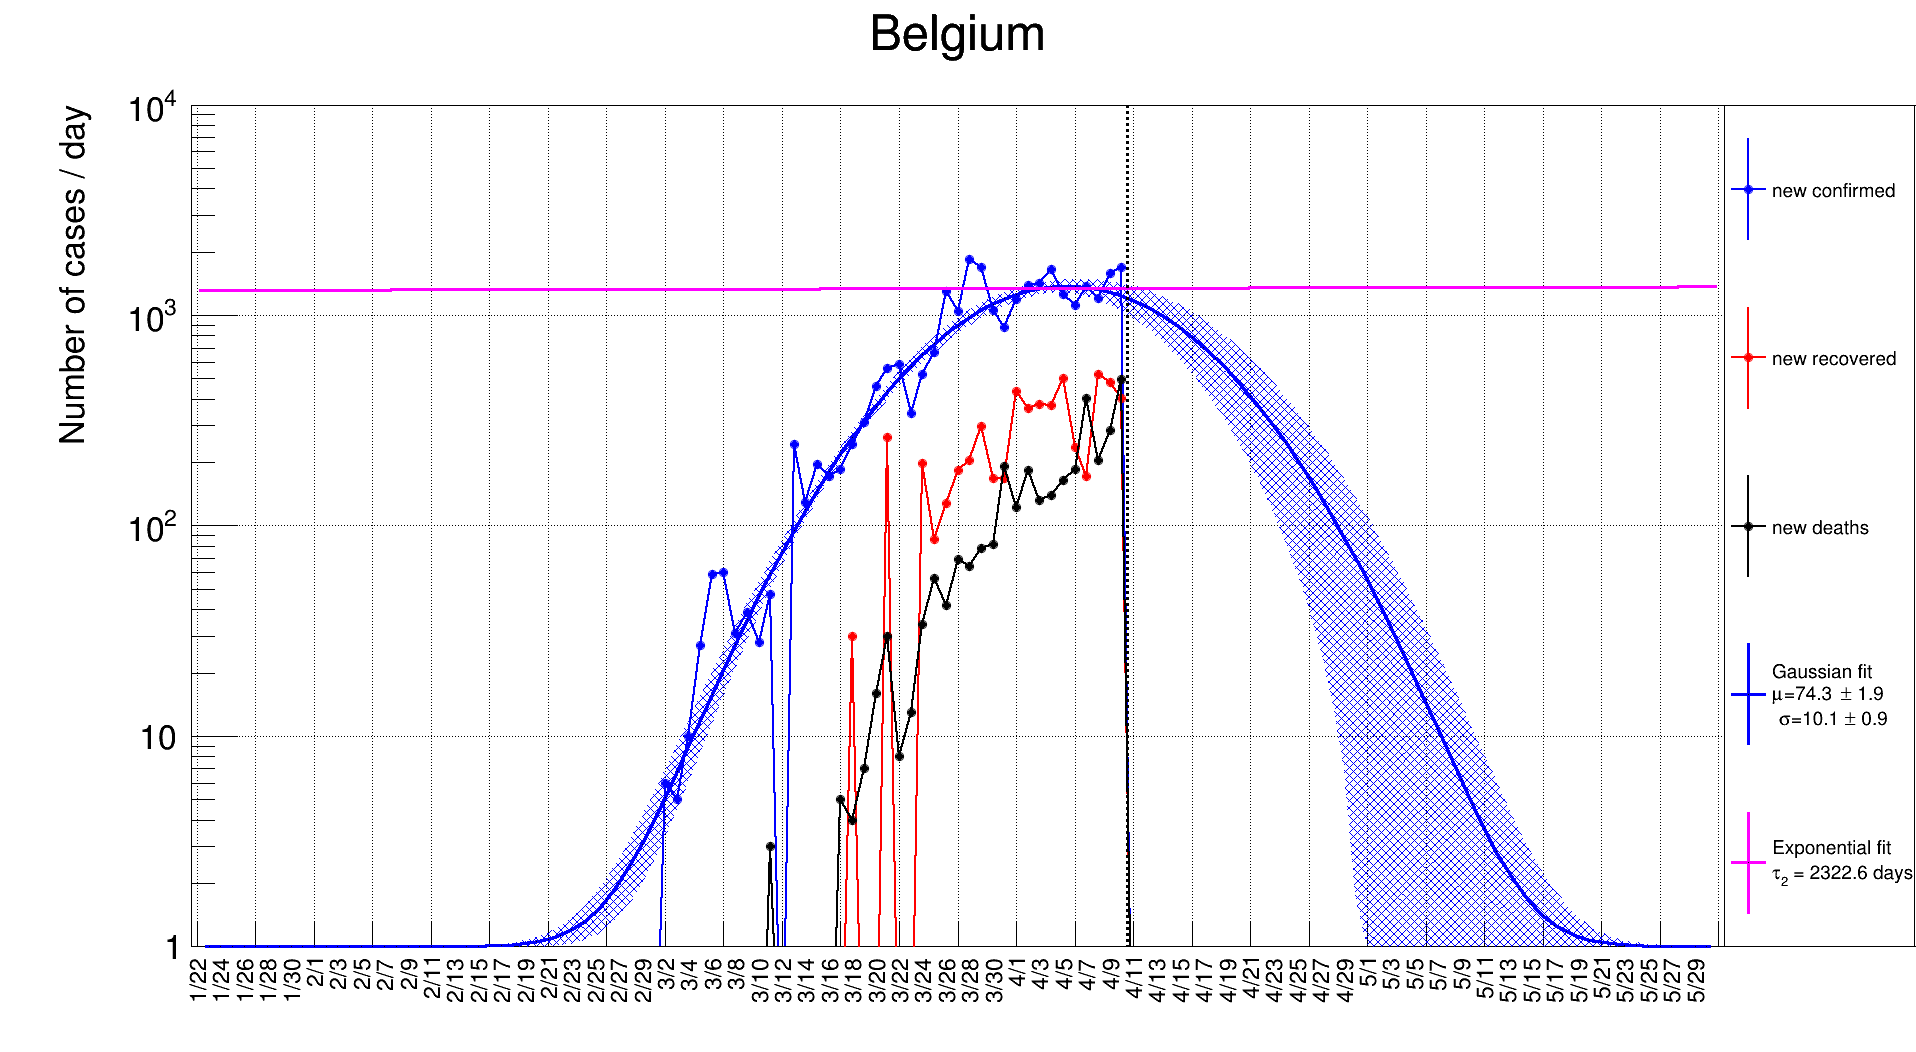 Belgium
Number of cases / day
10^4
10^3
10^2
10
1
1/22 1/24 1/26 1/28 1/30 2/1 2/3 2/5 2/7 2/9 2/11 2/13 2/15 2/17 2/19 2/21 2/23 2/25 2/27 2/29 3/2 3/4 3/6 3/8 3/10 3/12 3/14 3/16 3/18 3/20 3/22 3/24 3/26 3/28 3/30 4/1 4/3 4/5 4/7 4/9 4/11 4/13 4/15 4/17 4/19 4/21 4/23 4/25 4/27 4/29 5/1 5/3 5/5 5/7 5/9 5/11 5/13 5/15 5/17 5/19 5/21 5/23 5/25 5/27 5/29
new confirmed
new recovered
new deaths
Gaussian fit
μ=74.3 ± 1.9
σ=10.1 ± 0.9
Exponential fit
τ₂ = 2322.6 days